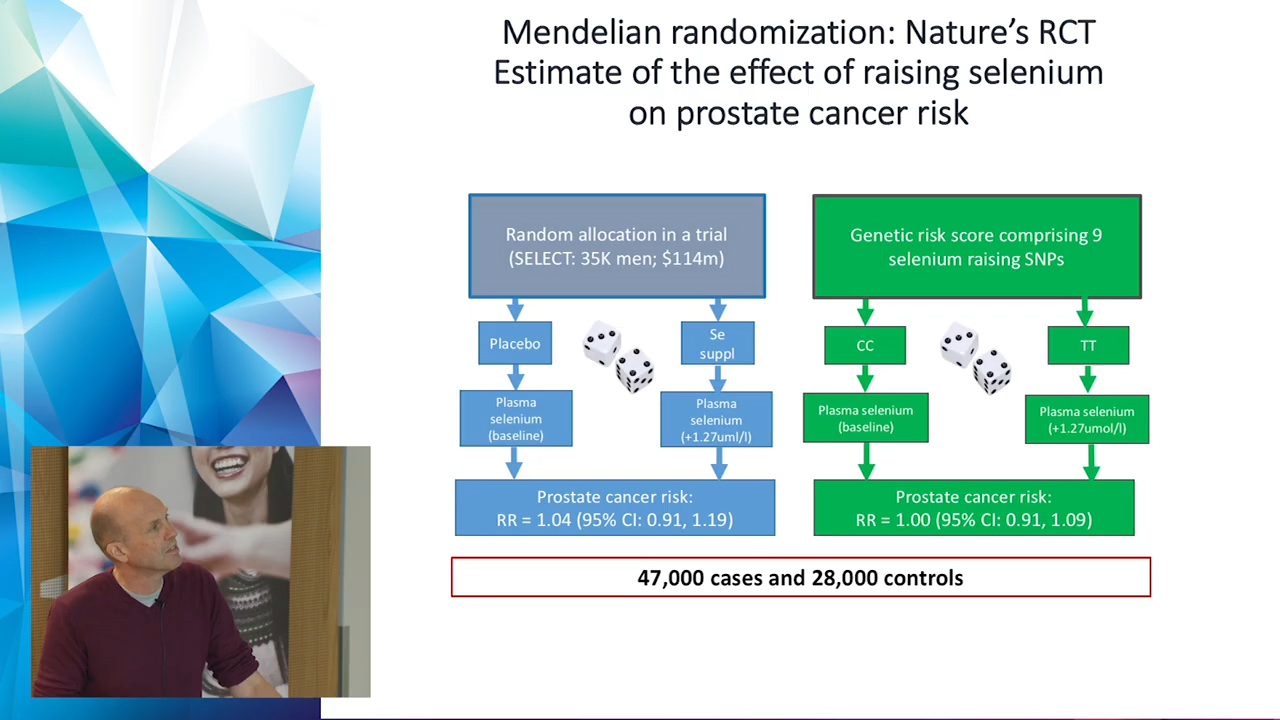 Mendelian randomization: Nature's RCT
Estimate of the effect of raising selenium
on prostate cancer risk
Random allocation in a trial
(SELECT: 35K men; $114m)
Placebo
Se
suppl
Plasma
selenium
(baseline)
Plasma
selenium
(+1.27uml/l)
Prostate cancer risk:
RR = 1.04 (95% CI: 0.91, 1.19)
Genetic risk score comprising 9
selenium raising SNPs
CC
TT
Plasma selenium
(baseline)
Plasma selenium
(+1.27umol/l)
Prostate cancer risk:
RR = 1.00 (95% CI: 0.91, 1.09)
47,000 cases and 28,000 controls